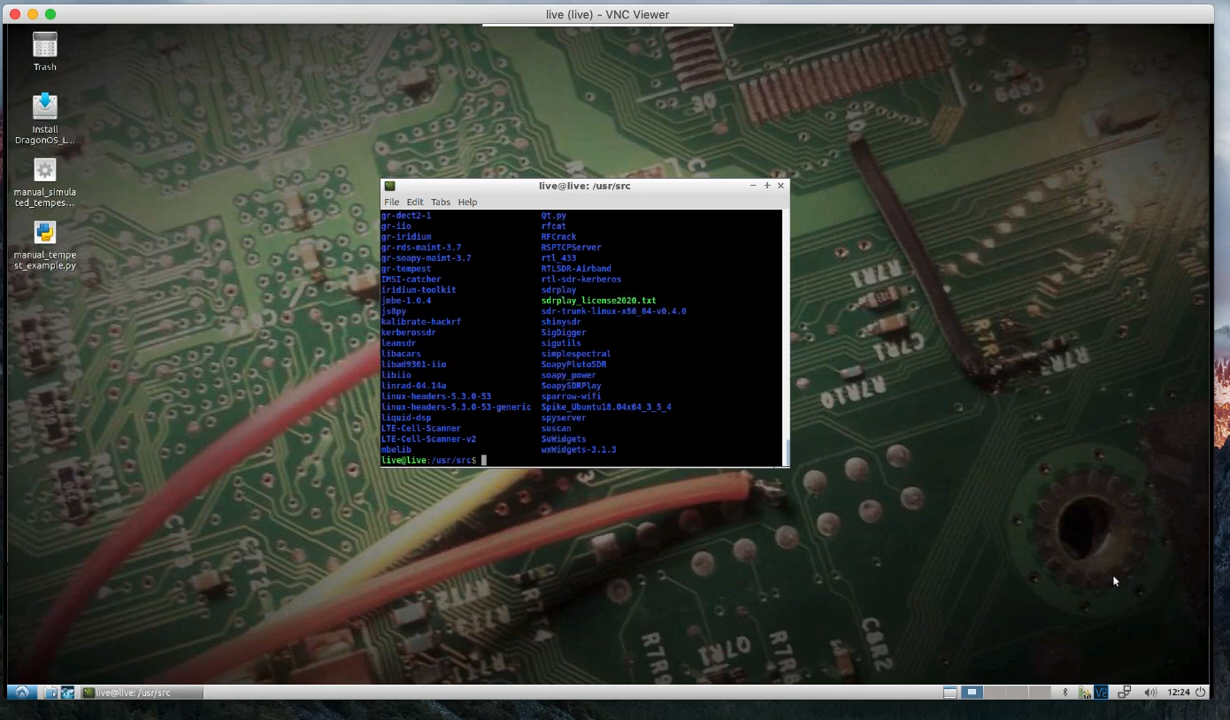 live (live) - VNC Viewer
Trash
Install
DragonOS_L...
manual_simula
ted_tempes...
manual_tempe
st_example.py
live@live: /usr/src
File Edit Tabs Help
gr-dect2-1 Qt.py
gr-iio rfcat
gr-iridium RFCrack
gr-rds-maint-3.7 RSPTCPServer
gr-soapy-maint-3.7 rtl_433
gr-tempest RTLSDR-Airband
IMSI-catcher rtl-sdr-kerberos
iridium-toolkit sdrplay
jmbe-1.0.4 sdrplay_license2020.txt
js8py sdr-trunk-linux-x86_64-v0.4.0
kalibrate-hackrf shinysdr
kerberossdr SigDigger
leansdr sigutils
libacars simplespectral
libad9361-iio SoapyPlutoSDR
libiio soapy_power
linrad-04.14a SoapySDRPlay
linux-headers-5.3.0-53 sparrow-wifi
linux-headers-5.3.0-53-generic Spike_Ubuntu18.04x64_3_5_4
liquid-dsp spyserver
LTE-Cell-Scanner suscan
LTE-Cell-Scanner-v2 SuWidgets
mbelib wxWidgets-3.1.3
live@live:/usr/src$
30
R7R1
C7R1
R7R10
C8R2
live@live: /usr/src
V2
12:24